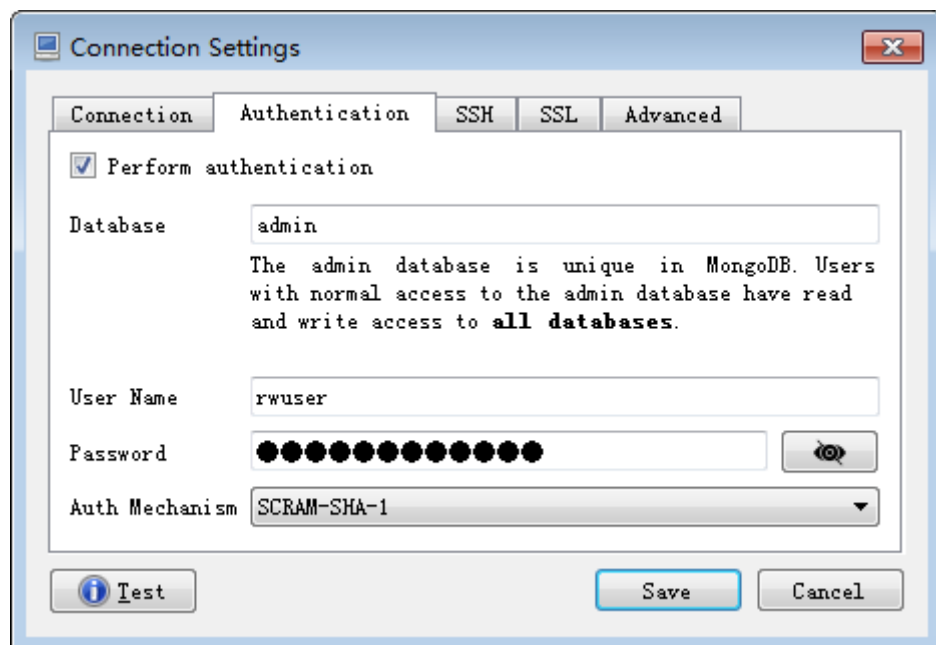 Connection Settings
Connection Authentication SSH SSL Advanced
Perform authentication
Database admin
The admin database is unique in MongoDB. Users
with normal access to the admin database have read
and write access to all databases.
User Name rwuser
Password ●●●●●●●●●●●●
Auth Mechanism SCRAM-SHA-1
Test Save Cancel